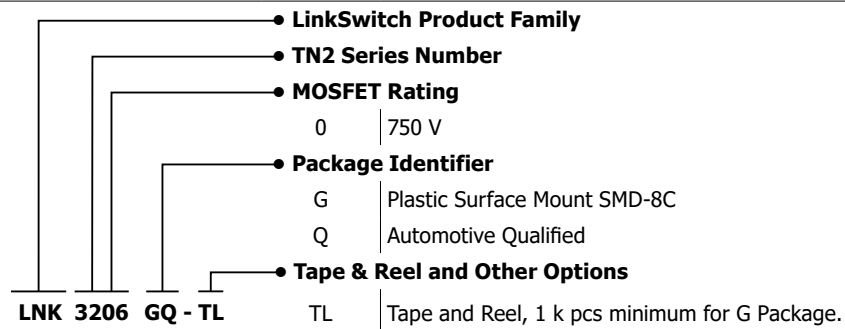 LinkSwitch Product Family
TN2 Series Number
MOSFET Rating
0 750 V
Package Identifier
G Plastic Surface Mount SMD-8C
Q Automotive Qualified
Tape & Reel and Other Options
LNK 3206 GQ - TL TL Tape and Reel, 1 k pcs minimum for G Package.